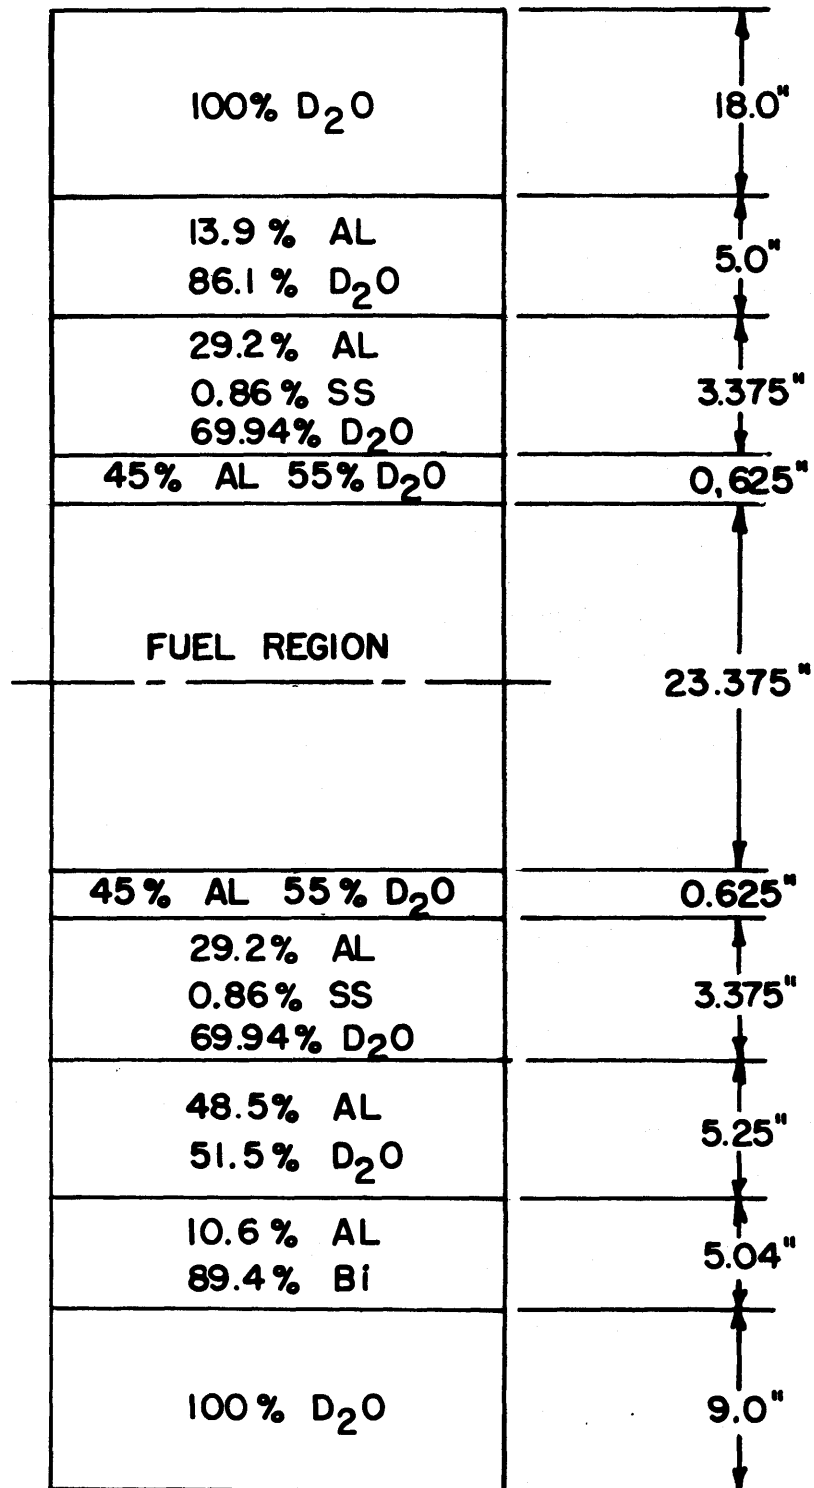 100% D2O 18.0"
13.9% AL
86.1% D2O 5.0"
29.2% AL
0.86% SS 3.375"
69.94% D2O
45% AL 55% D2O 0,625"
FUEL REGION
23.375"
45% AL 55% D2O 0.625"
29.2% AL
0.86% SS 3.375"
69.94% D2O
48.5% AL
51.5% D2O 5.25"
10.6% AL
89.4% Bi 5.04"
100% D2O 9.0"